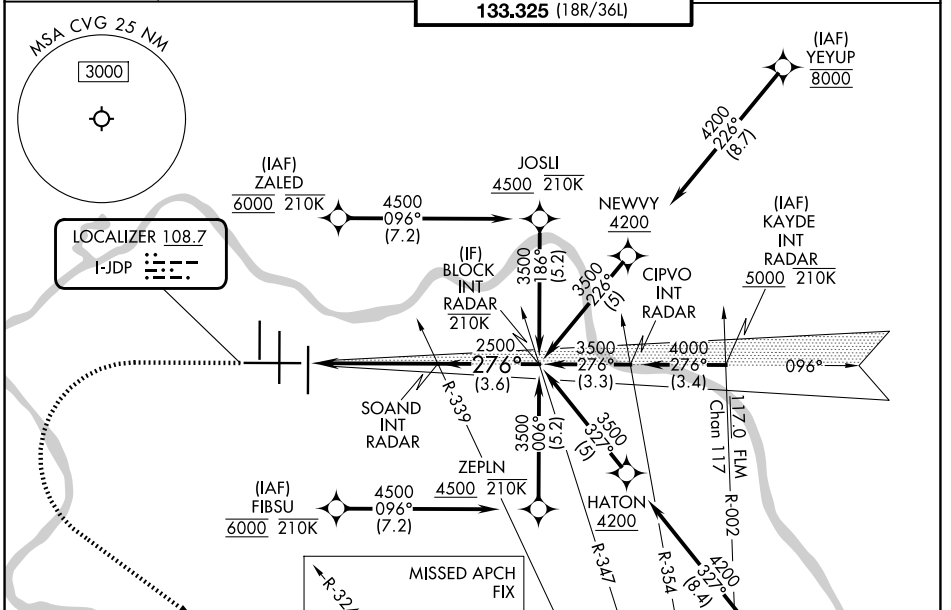 133.325 (18R/36L)
MSA CVG 25 NM
3000
(IAF)
YEYUP
8000
4200
226°
(8.7)
(IAF)
ZALED
6000 210K
4500
096°
(7.2)
JOSLI
4500 210K
NEWVY
4200
(IAF)
KAYDE
INT
RADAR
5000 210K
LOCALIZER 108.7
I-JDP
(IF)
BLOCK
INT
RADAR
210K
3500
186°
(5.2)
3500
226°
(5)
CIPVO
INT
RADAR
2500
276°
(3.6)
3500
276°
(3.3)
4000
276°
(3.4)
096°
SOAND
INT
RADAR
R-339
3500
006°
(5.2)
3500
327°
(5)
117.0 FLM
Chan 117
R-002
ZEPLN
4500 210K
(IAF)
FIBSU
6000 210K
4500
096°
(7.2)
HATON
4200
R-347
R-354
4200
327°
(8.4)
MISSED APCH
FIX